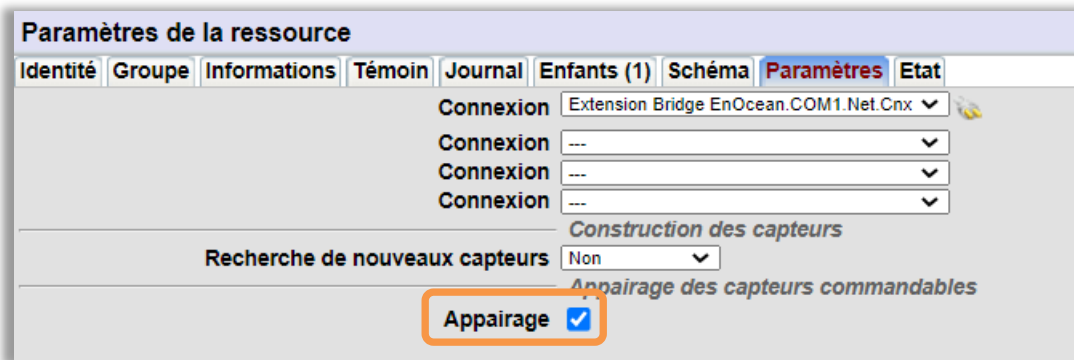 Paramètres de la ressource
Identité Groupe Informations Témoin Journal Enfants (1) Schéma Paramètres Etat
Connexion Extension Bridge EnOcean.COM1.Net.Cnx
Connexion ---
Connexion ---
Connexion ---
Construction des capteurs
Recherche de nouveaux capteurs Non
Appairage des capteurs commandables
Appairage